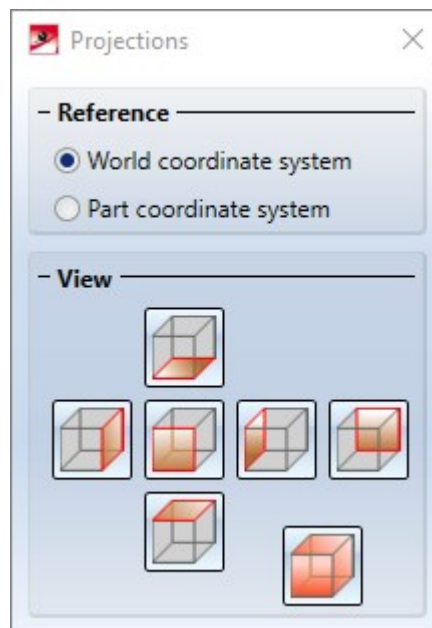 Projections
Reference
World coordinate system
Part coordinate system
View